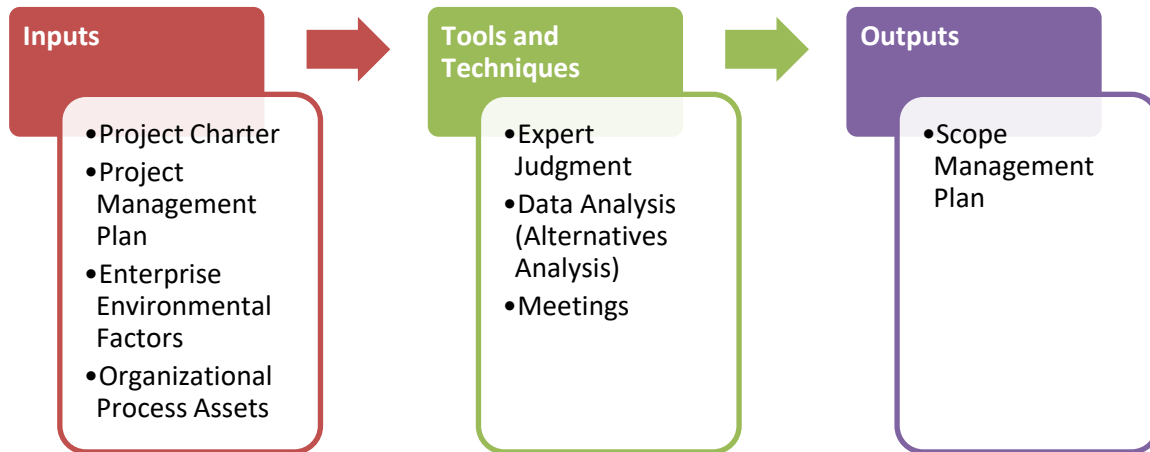 Inputs
•Project Charter
•Project
Management
Plan
•Enterprise
Environmental
Factors
•Organizational
Process Assets
Tools and
Techniques
•Expert
Judgment
•Data Analysis
(Alternatives
Analysis)
•Meetings
Outputs
•Scope
Management
Plan